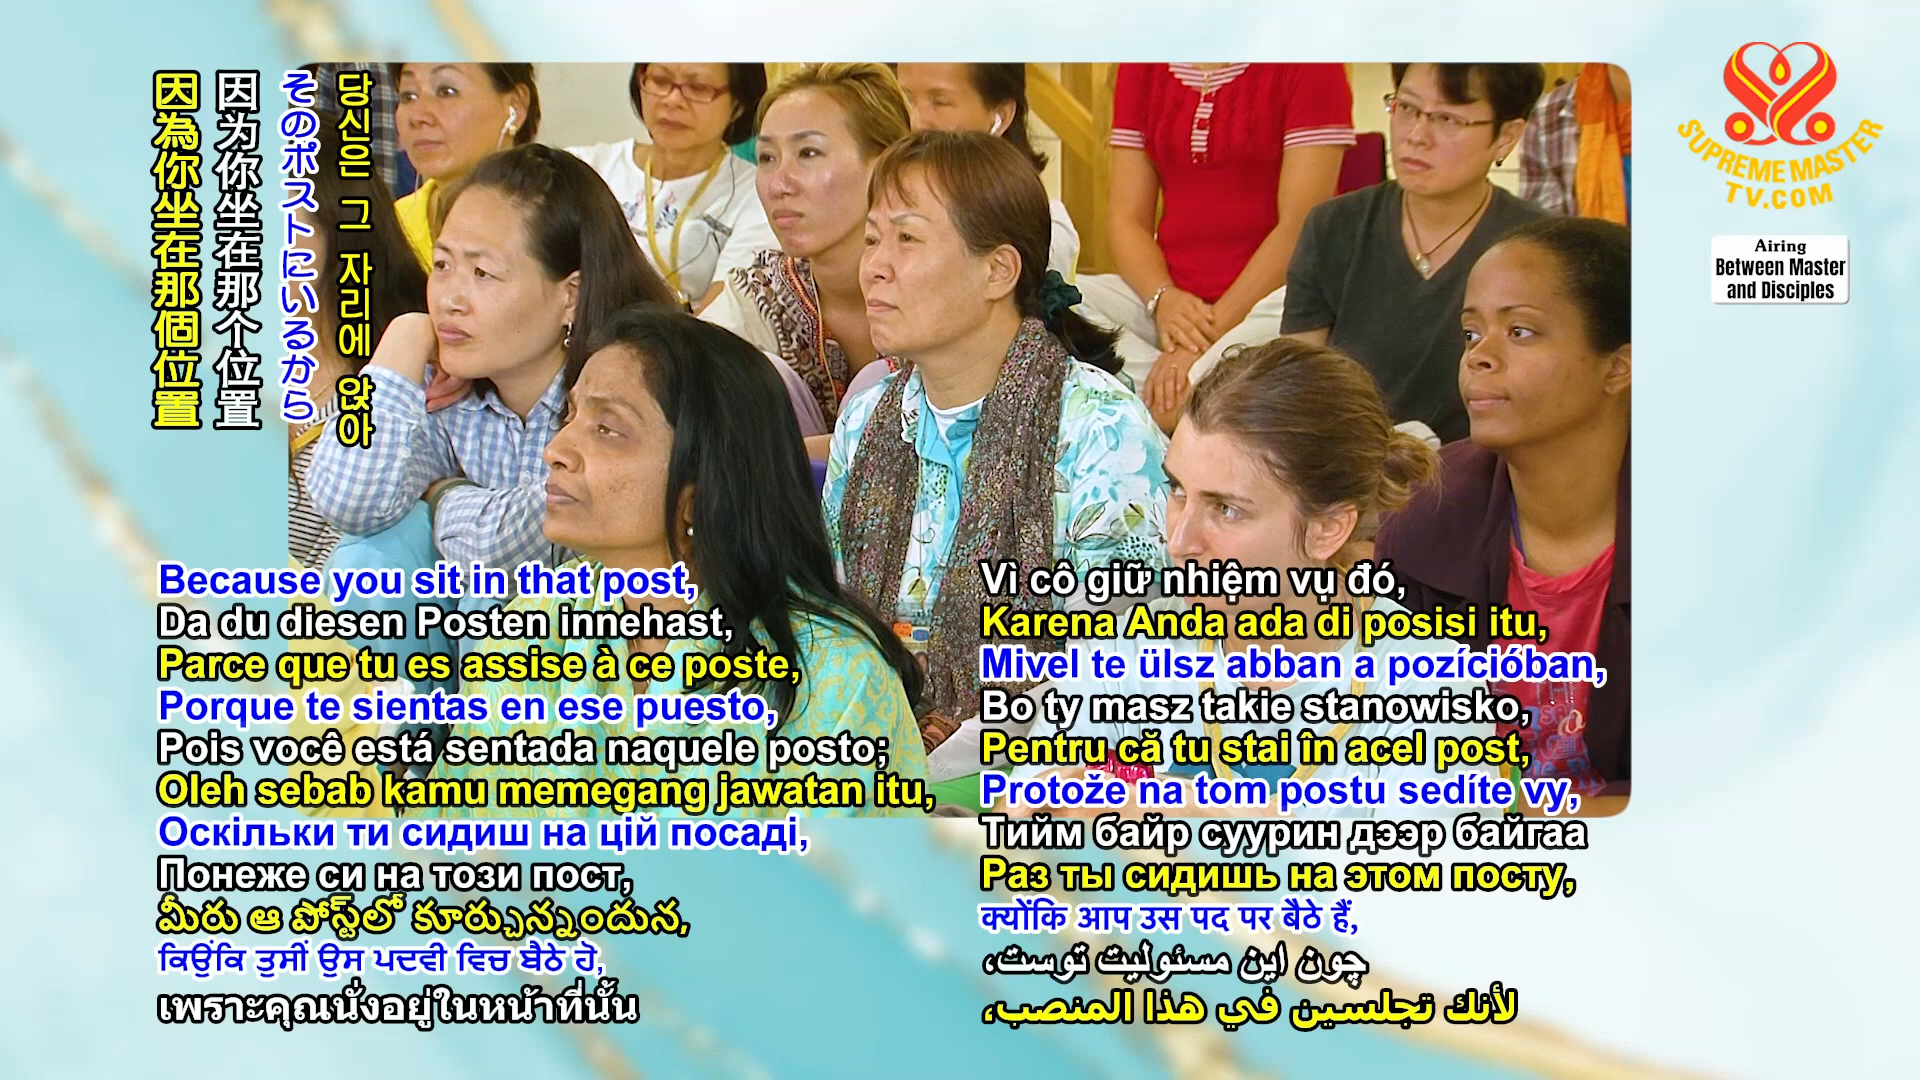 因為你坐在那個位置
因为你坐在那个位置
そのポストにいるから
당신은 그 자리에 앉아
SUPREME MASTER
TV.COM
Airing
Between Master
and Disciples
Because you sit in that post,
Da du diesen Posten innehast,
Parce que tu es assise à ce poste,
Porque te sientas en ese puesto,
Pois você está sentada naquele posto;
Oleh sebab kamu memegang jawatan itu,
Оскільки ти сидиш на цій посаді,
Понеже си на този пост,
మీరు ఆ పోస్ట్‌లో కూర్చున్నందున,
ਕਿਉਂਕਿ ਤੁਸੀਂ ਉਸ ਪਦਵੀ ਵਿਚ ਬੈਠੇ ਹੋ,
เพราะคุณนั่งอยู่ในหน้าที่นั้น
Vì cô giữ nhiệm vụ đó,
Karena Anda ada di posisi itu,
Mivel te ülsz abban a pozícióban,
Bo ty masz takie stanowisko,
Pentru că tu stai în acel post,
Protože na tom postu sedíte vy,
Тийм байр суурин дээр байгаа
Раз ты сидишь на этом посту,
क्योंकि आप उस पद पर बैठे हैं,
چون این مسئولیت توست،
لأنك تجلسين في هذا المنصب،